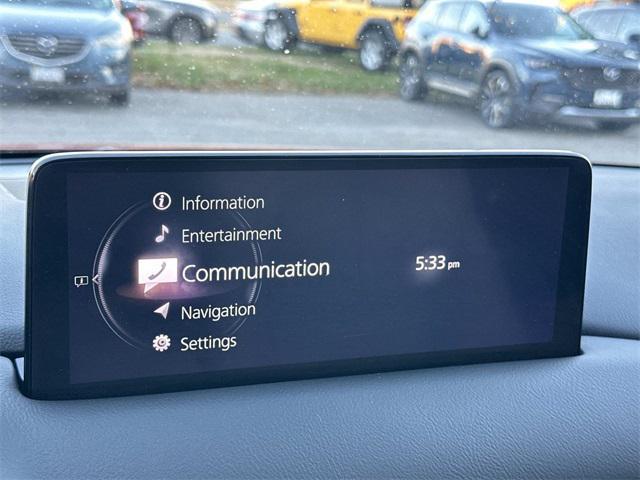 Information
Entertainment
Communication
5:33 pm
Navigation
Settings